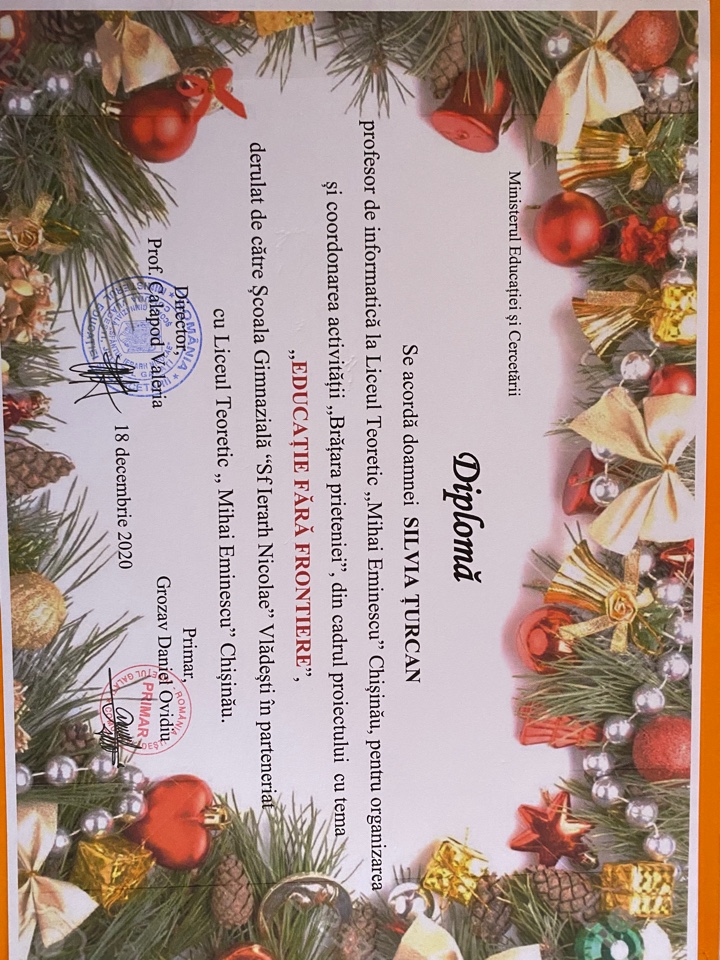 Ministerul Educației și Cercetării
Diplomă
Se acordă doamnei SILVIA ȚURCAN
profesor de informatică la Liceul Teoretic ,,Mihai Eminescu” Chișinău, pentru organizarea
și coordonarea activității ,,Brățara prieteniei”, din cadrul proiectului cu tema
,,EDUCAȚIE FĂRĂ FRONTIERE”,
derulat de către Școala Gimnazială “Sf Ierarh Nicolae” Vlădești în parteneriat
cu Liceul Teoretic ,, Mihai Eminescu” Chișinău.
Director,
Prof. Calapod Valeria
Primar,
Grozav Daniel Ovidiu
18 decembrie 2020
ROMÂNIA
EDUCAȚIEI
ROMÂNIA
PRIMAR